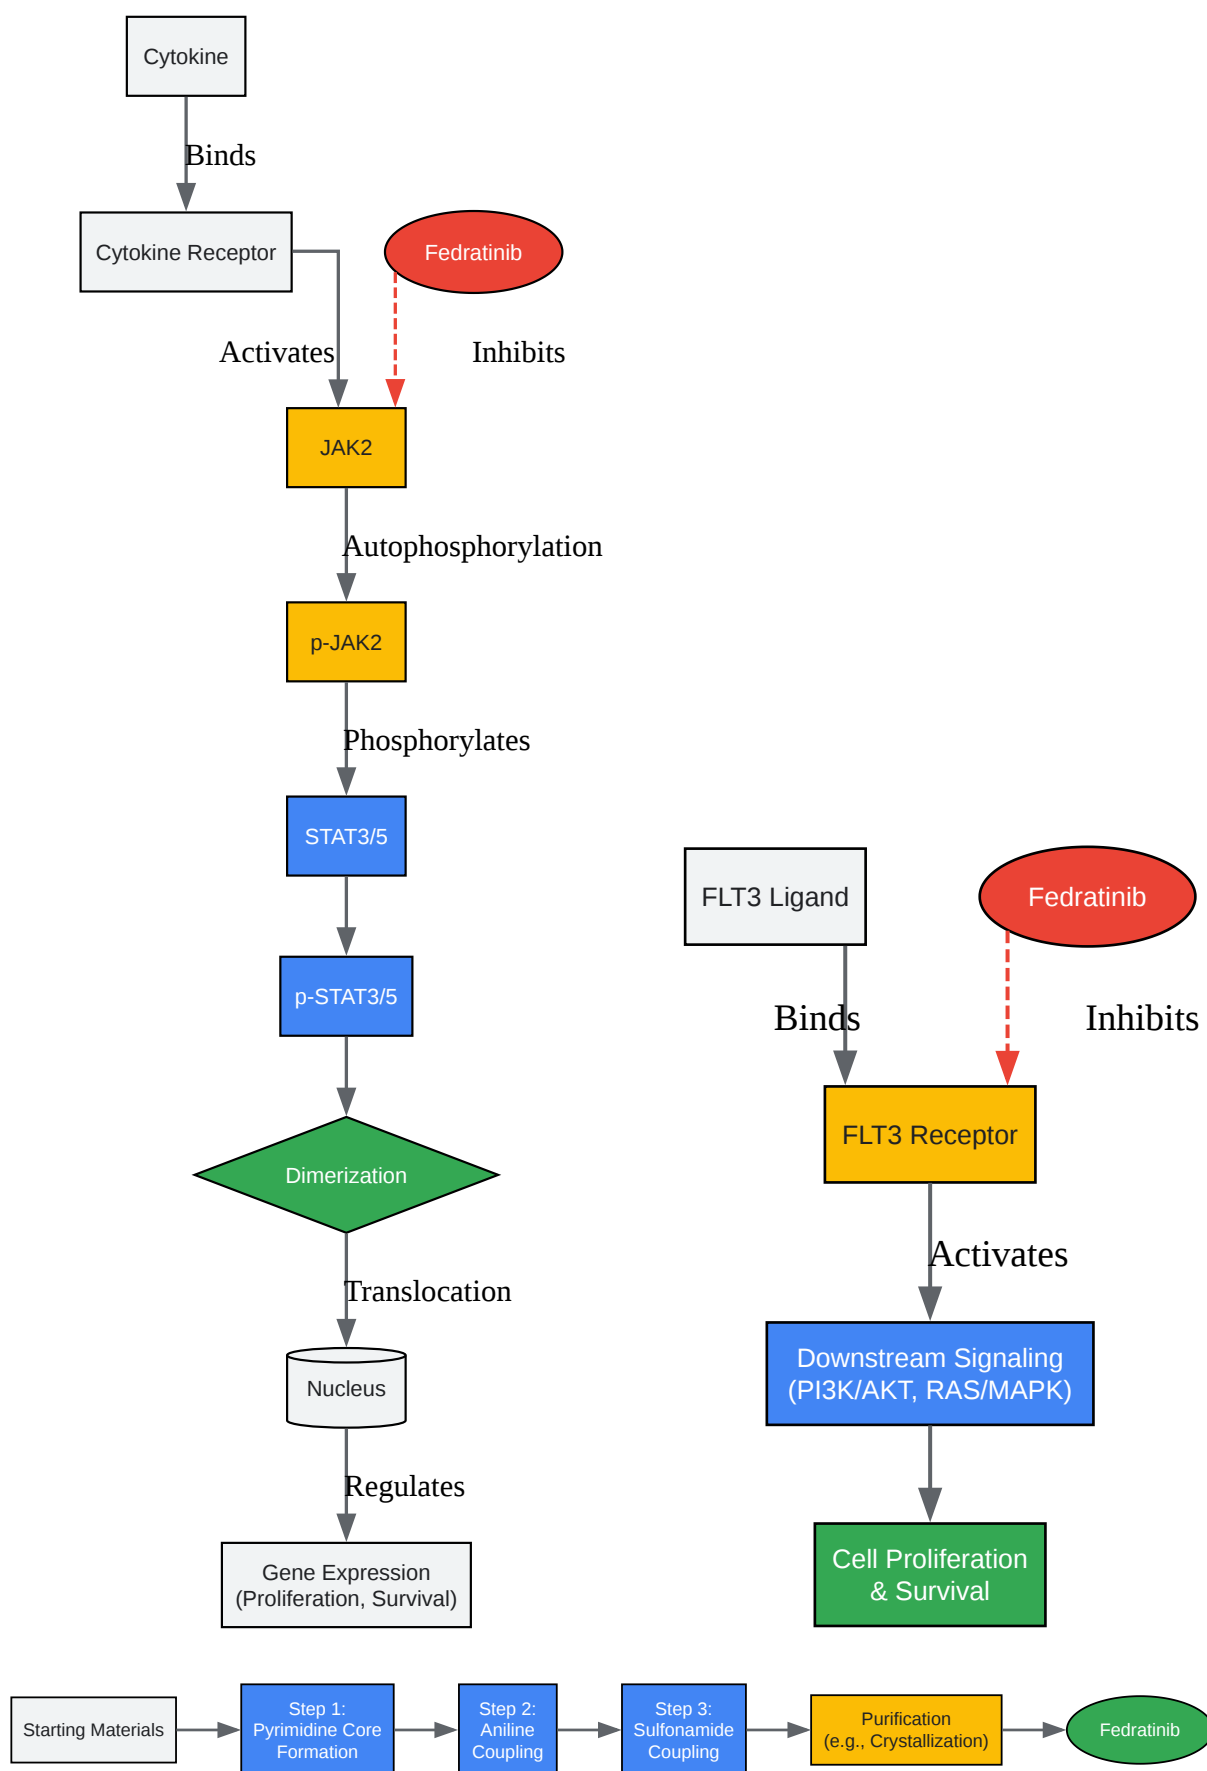 Cytokine
Binds
Cytokine Receptor
Fedratinib
Activates
Inhibits
JAK2
Autophosphorylation
p-JAK2
Phosphorylates
STAT3/5
p-STAT3/5
Dimerization
Translocation
Nucleus
Regulates
Gene Expression
(Proliferation, Survival)
FLT3 Ligand
Fedratinib
Binds
Inhibits
FLT3 Receptor
Activates
Downstream Signaling
(PI3K/AKT, RAS/MAPK)
Cell Proliferation
& Survival
Starting Materials
Step 1:
Pyrimidine Core
Formation
Step 2:
Aniline
Coupling
Step 3:
Sulfonamide
Coupling
Purification
(e.g., Crystallization)
Fedratinib